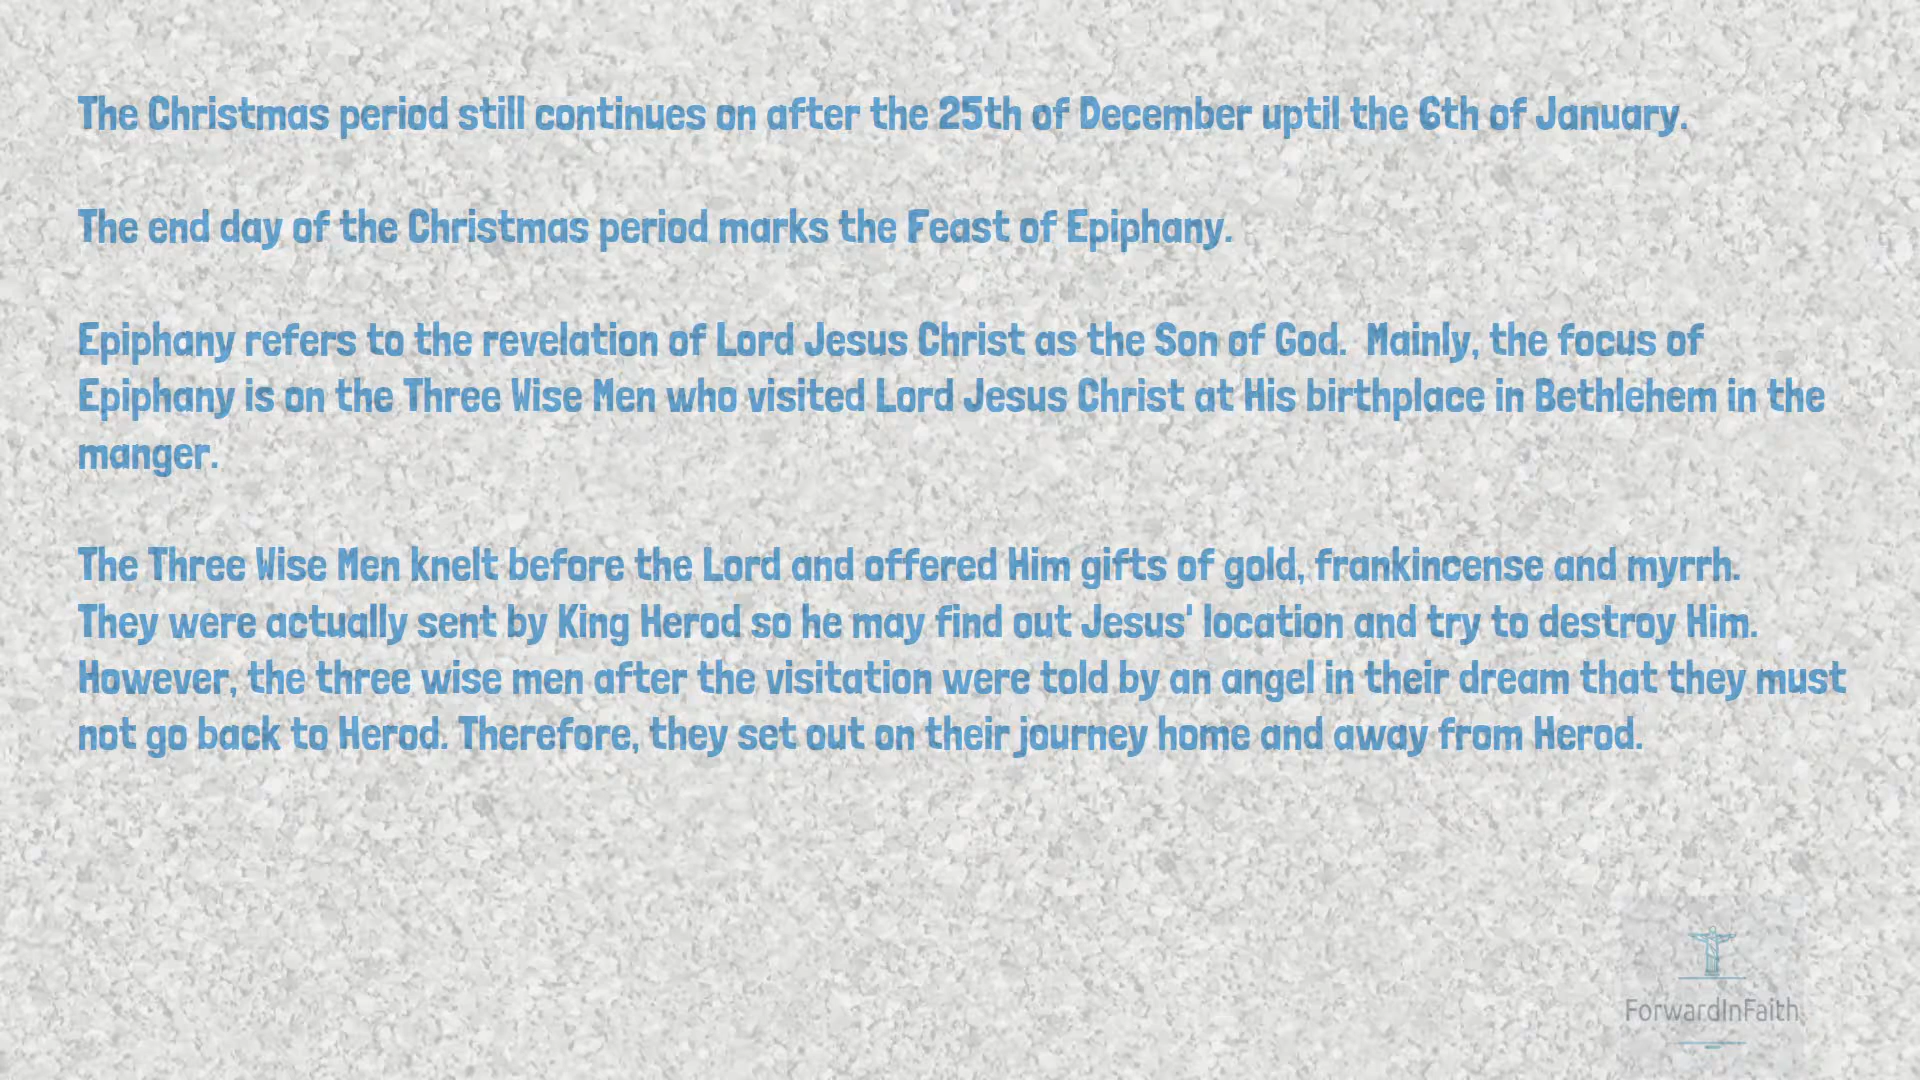 The Christmas period still continues on after the 25th of December uptil the 6th of January.
The end day of the Christmas period marks the Feast of Epiphany.
Epiphany refers to the revelation of Lord Jesus Christ as the Son of God.  Mainly, the focus of
Epiphany is on the Three Wise Men who visited Lord Jesus Christ at His birthplace in Bethlehem in the
manger.
The Three Wise Men knelt before the Lord and offered Him gifts of gold, frankincense and myrrh.
They were actually sent by King Herod so he may find out Jesus' location and try to destroy Him.
However, the three wise men after the visitation were told by an angel in their dream that they must
not go back to Herod. Therefore, they set out on their journey home and away from Herod.
ForwardInFaith